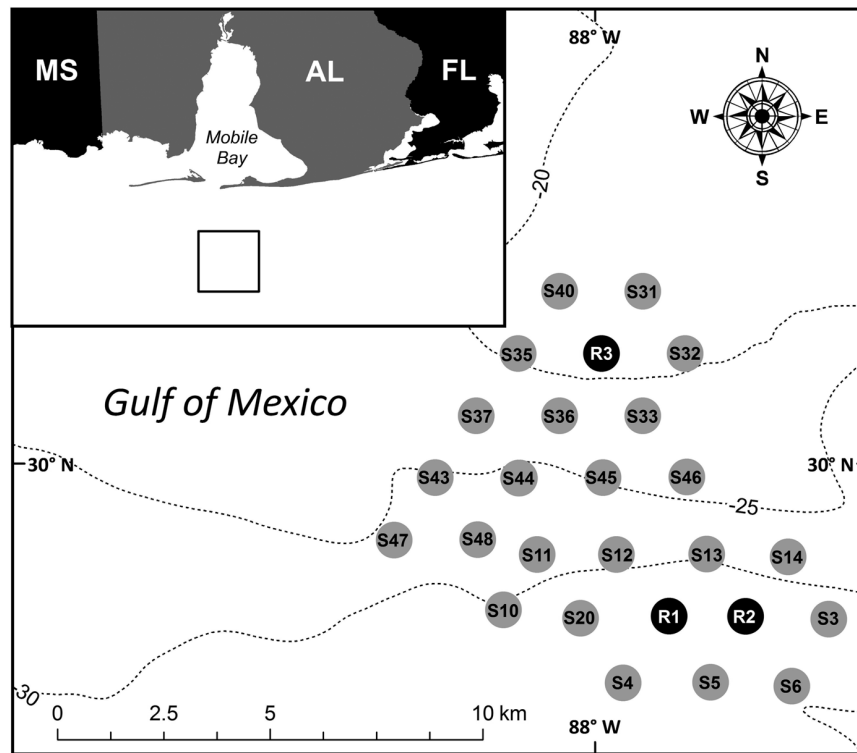 MS
AL
FL
Mobile
Bay
88° W
N
W
E
S
-20
S40
S31
S35
R3
S32
Gulf of Mexico
S37
S36
S33
30° N
30° N
S43
S44
S45
S46
-25
S47
S48
S11
S12
S13
S14
S10
S20
R1
R2
S3
S4
S5
S6
-30
0
2.5
5
10 km
88° W